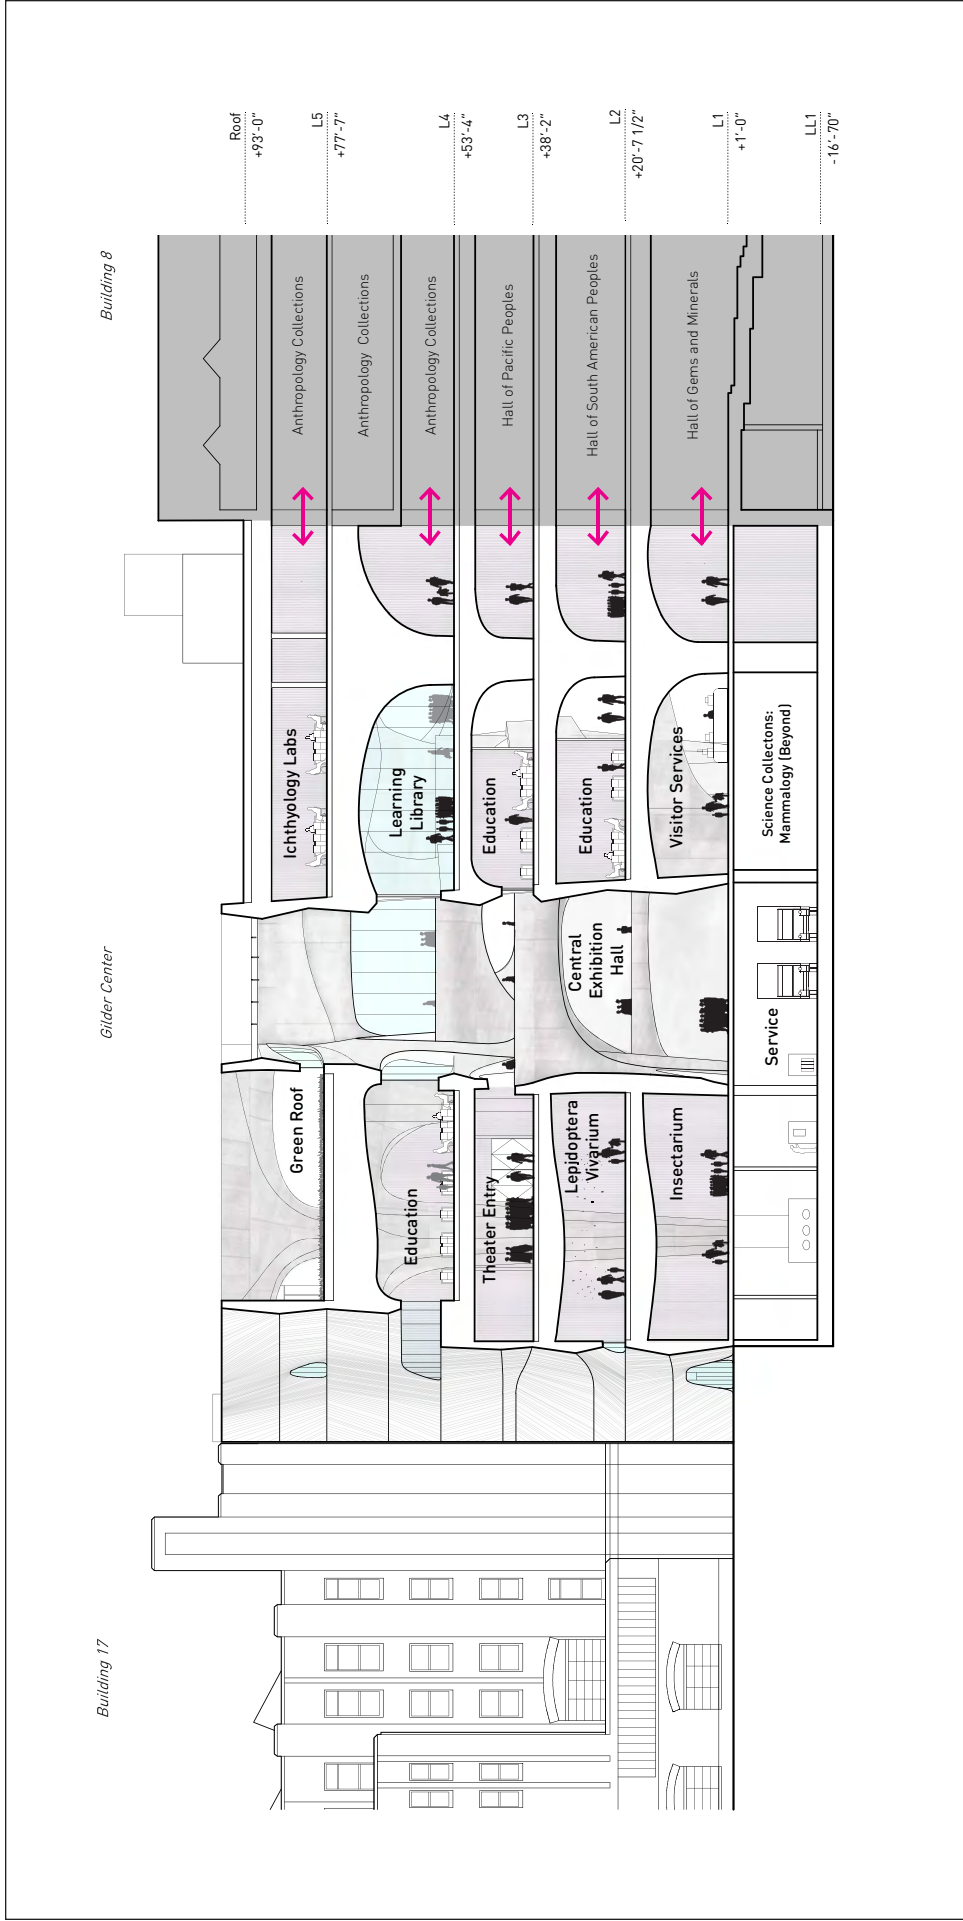 Building 17
Gilder Center
Building 8
Roof
+93'-0"
L5
+77'-7"
L4
+53'-4"
L3
+38'-2"
L2
+20'-7 1/2"
L1
+1'-0"
LL1
-16'-70"
Green Roof
Ichthyology Labs
Anthropology Collections
Anthropology Collections
Education
Learning
Library
Anthropology Collections
Theater Entry
Education
Hall of Pacific Peoples
Lepidoptera
Vivarium
Central
Exhibition
Hall
Education
Hall of South American Peoples
Insectarium
Visitor Services
Hall of Gems and Minerals
Service
Science Collectons:
Mammalogy (Beyond)